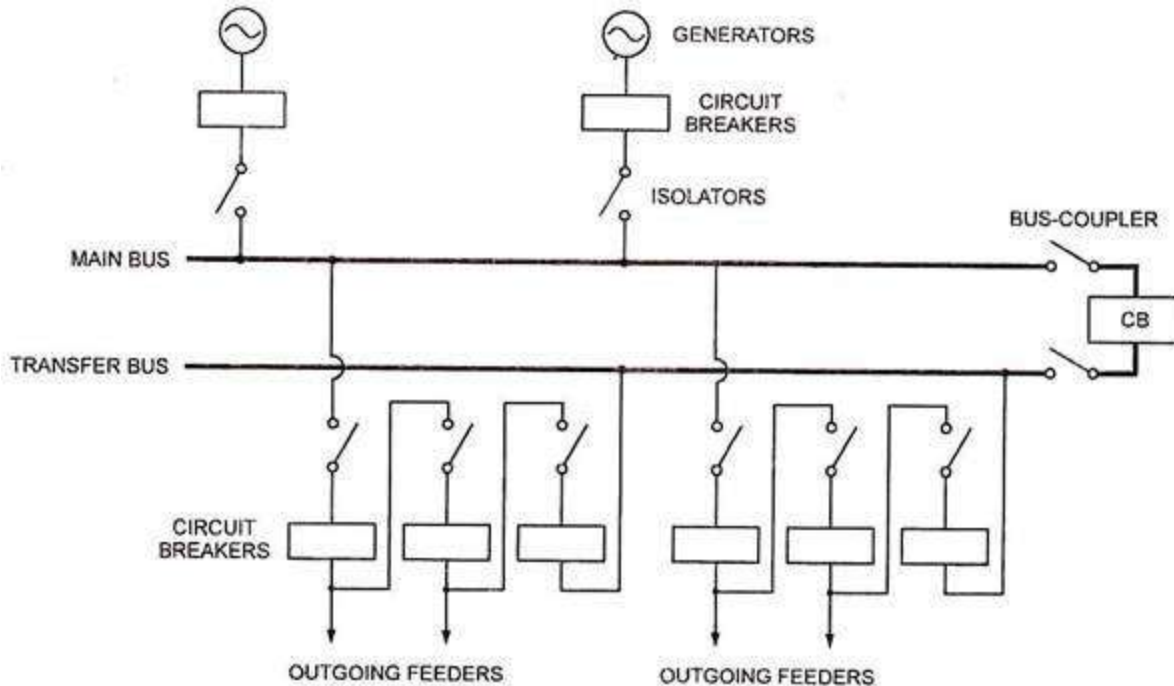 GENERATORS
CIRCUIT
BREAKERS
ISOLATORS
BUS-COUPLER
MAIN BUS
CB
TRANSFER BUS
CIRCUIT
BREAKERS
OUTGOING FEEDERS
OUTGOING FEEDERS